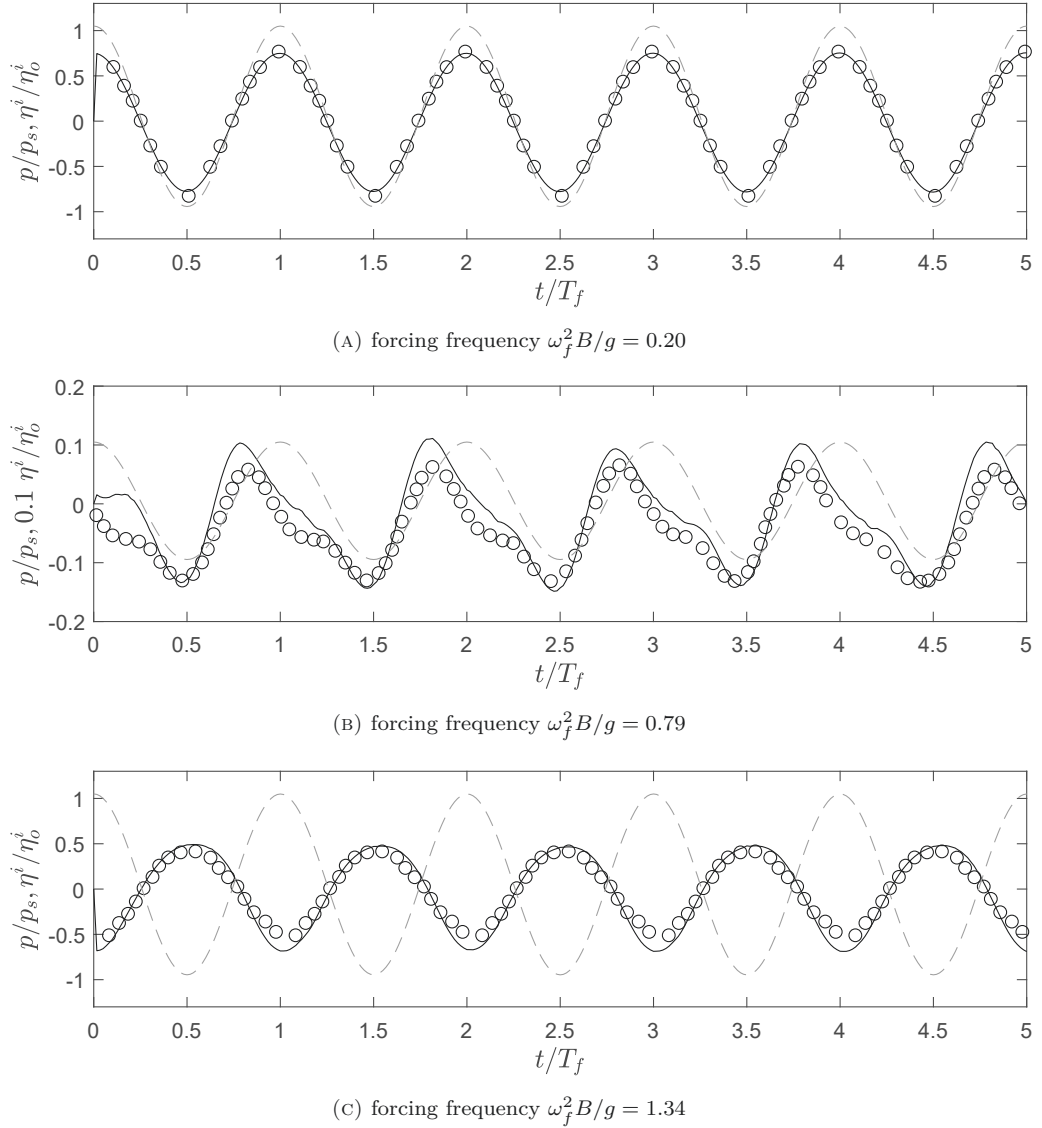 1
0.5
0
-0.5
-1
p/p_s, η^i/η_o^i
0 0.5 1 1.5 2 2.5 3 3.5 4 4.5 5
t/T_f
(A) forcing frequency ω_f^2 B/g = 0.20
0.2
0.1
0
-0.1
-0.2
p/p_s, 0.1 η^i/η_o^i
0 0.5 1 1.5 2 2.5 3 3.5 4 4.5 5
t/T_f
(B) forcing frequency ω_f^2 B/g = 0.79
1
0.5
0
-0.5
-1
p/p_s, η^i/η_o^i
0 0.5 1 1.5 2 2.5 3 3.5 4 4.5 5
t/T_f
(C) forcing frequency ω_f^2 B/g = 1.34